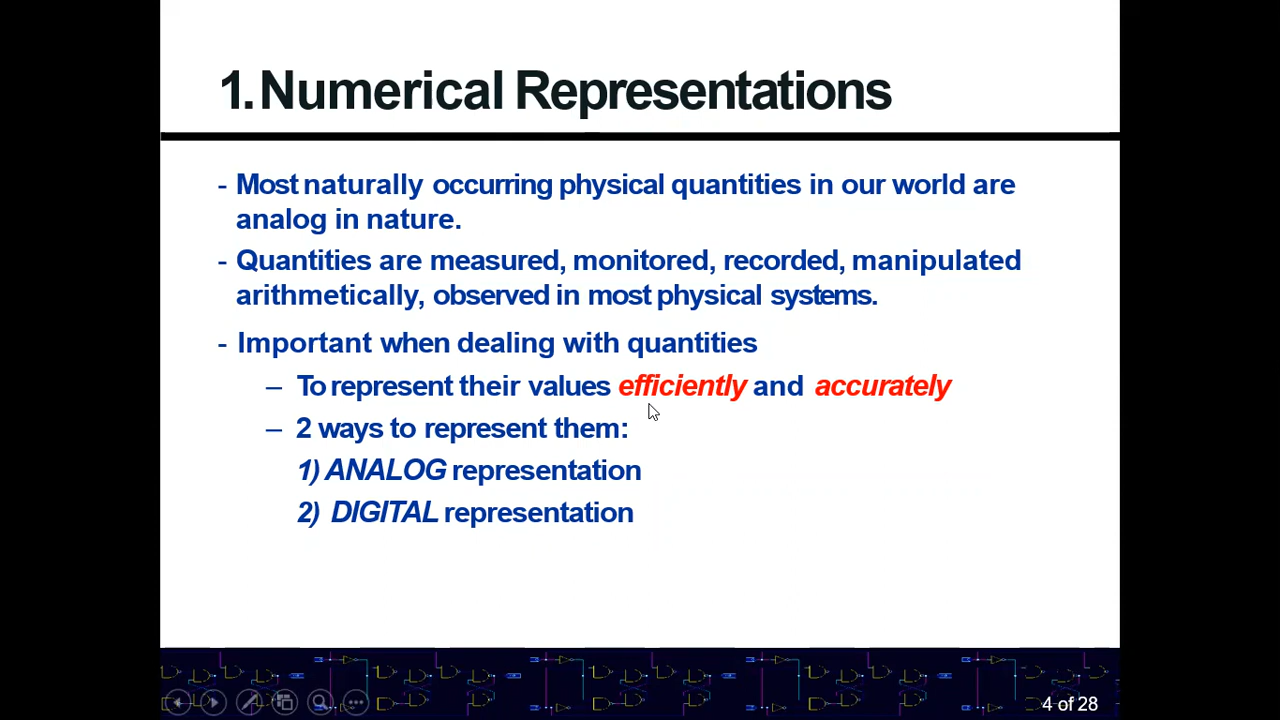 1. Numerical Representations
- Most naturally occurring physical quantities in our world are
analog in nature.
- Quantities are measured, monitored, recorded, manipulated
arithmetically, observed in most physical systems.
- Important when dealing with quantities
– To represent their values efficiently and accurately
– 2 ways to represent them:
1) ANALOG representation
2) DIGITAL representation
4 of 28